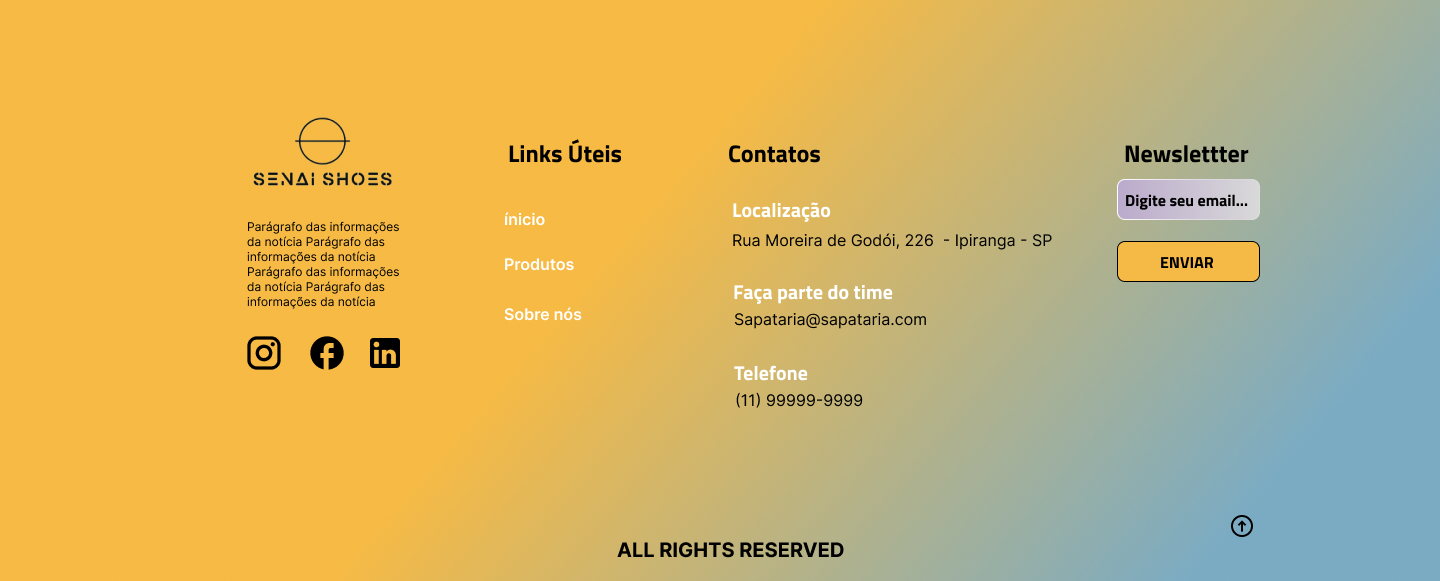 SENAI SHOES
Parágrafo das informações
da notícia Parágrafo das
informações da notícia
Parágrafo das informações
da notícia Parágrafo das
informações da notícia
Links Úteis
ínicio
Produtos
Sobre nós
Contatos
Localização
Rua Moreira de Godói, 226  - Ipiranga - SP
Faça parte do time
Sapataria@sapataria.com
Telefone
(11) 99999-9999
Newslettter
Digite seu email...
ENVIAR
ALL RIGHTS RESERVED